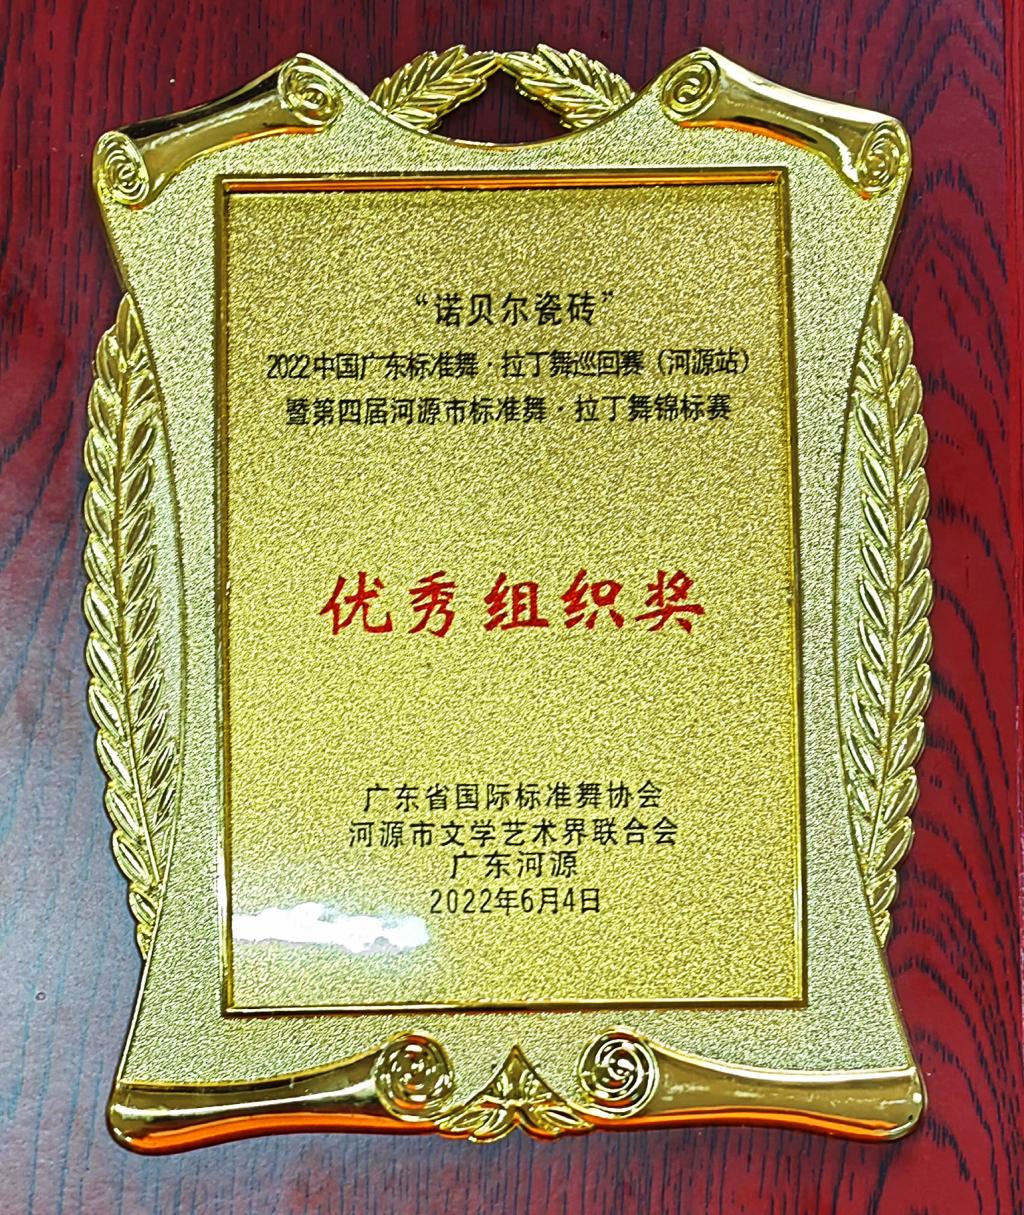 “诺贝尔瓷砖”
2022中国广东标准舞·拉丁舞巡回赛（河源站）
暨第四届河源市标准舞·拉丁舞锦标赛
优秀组织奖
广东省国际标准舞协会
河源市文学艺术界联合会
广东河源
2022年6月4日